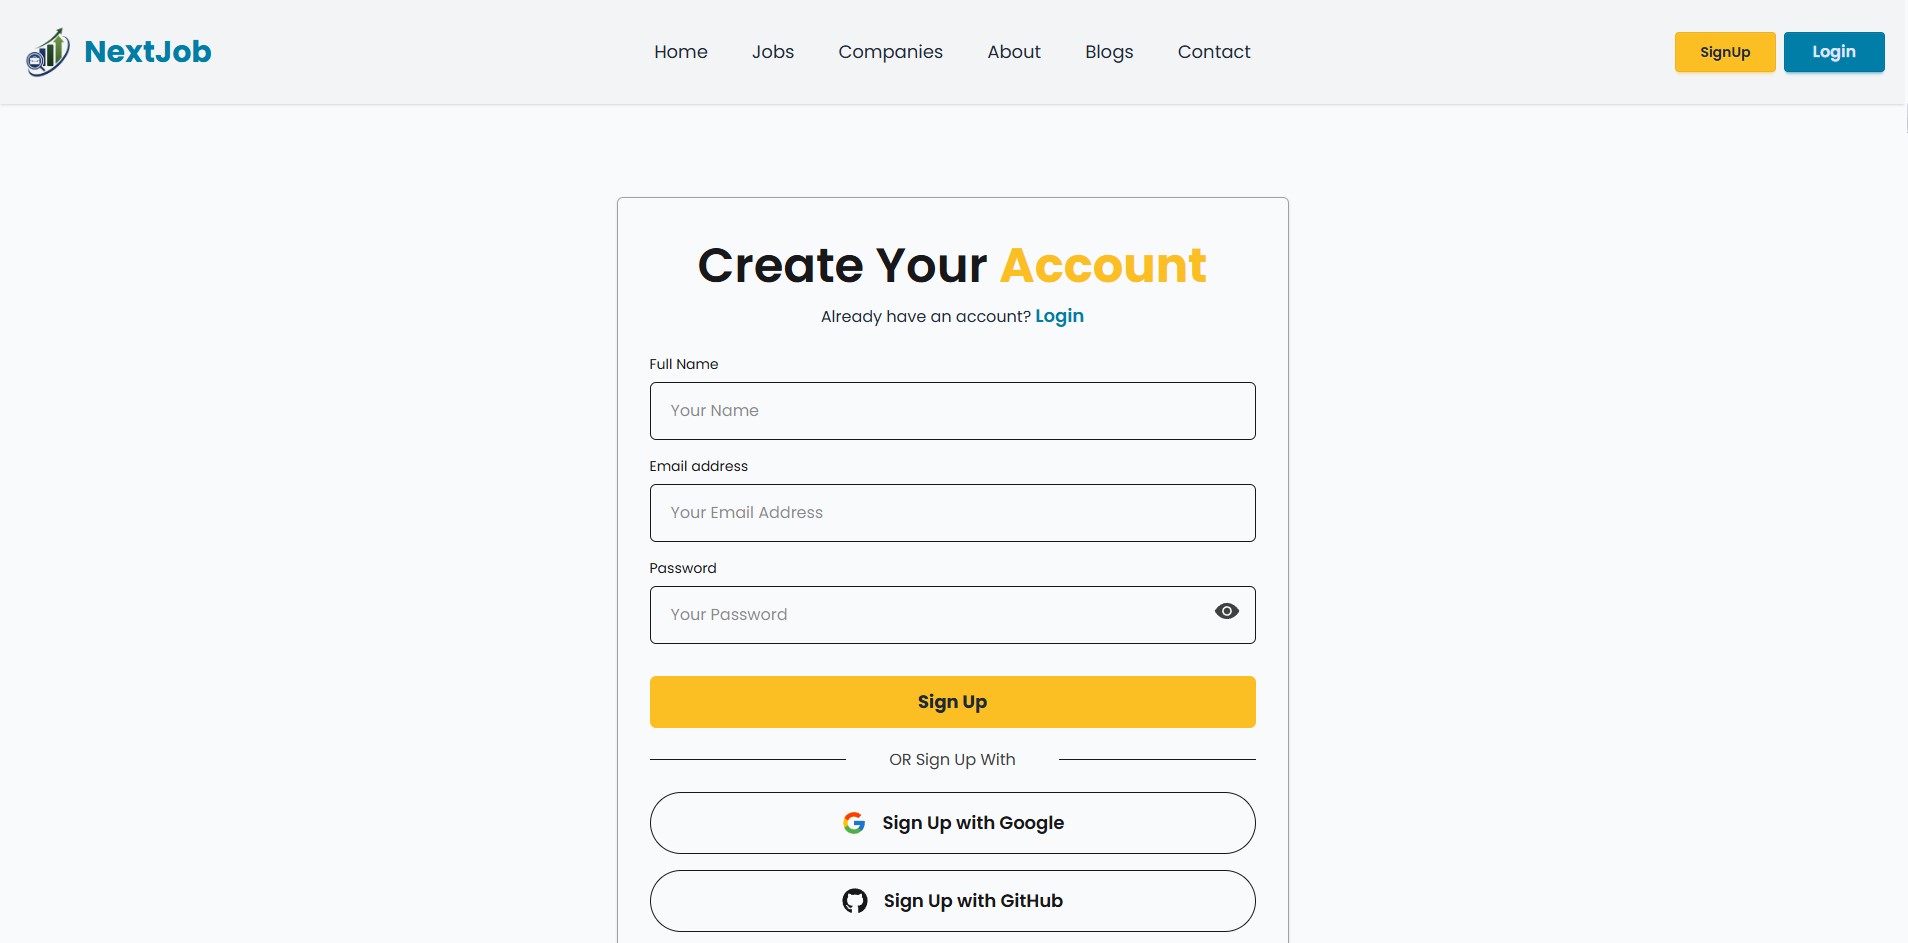 NextJob
Home Jobs Companies About Blogs Contact
SignUp Login
Create Your Account
Already have an account? Login
Full Name
Your Name
Email address
Your Email Address
Password
Your Password
Sign Up
OR Sign Up With
Sign Up with Google
Sign Up with GitHub